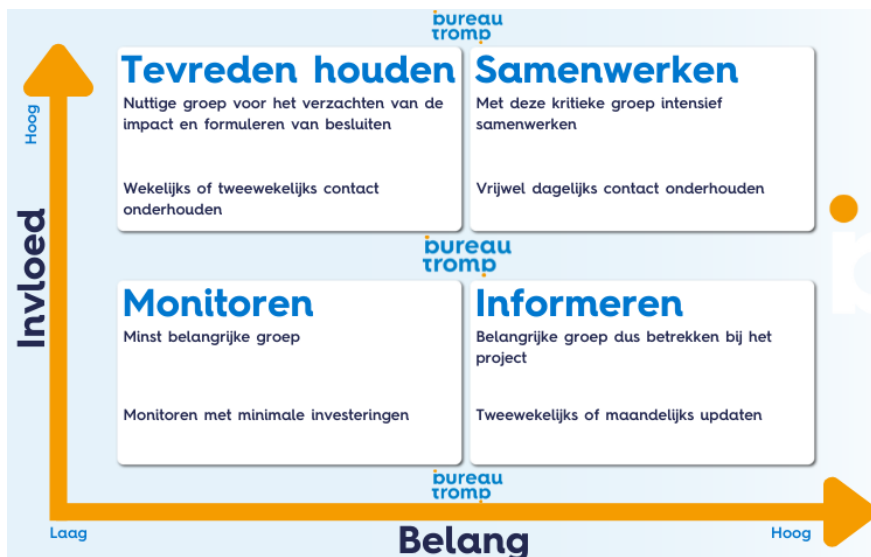 bureau
tromp
Tevreden houden
Nuttige groep voor het verzachten van de
impact en formuleren van besluiten
Wekelijks of tweewekelijks contact
onderhouden
Samenwerken
Met deze kritieke groep intensief
samenwerken
Vrijwel dagelijks contact onderhouden
Hoog
Invloed
bureau
tromp
Monitoren
Minst belangrijke groep
Monitoren met minimale investeringen
Informeren
Belangrijke groep dus betrekken bij het
project
Tweewekelijks of maandelijks updaten
bureau
tromp
Laag
Belang
Hoog